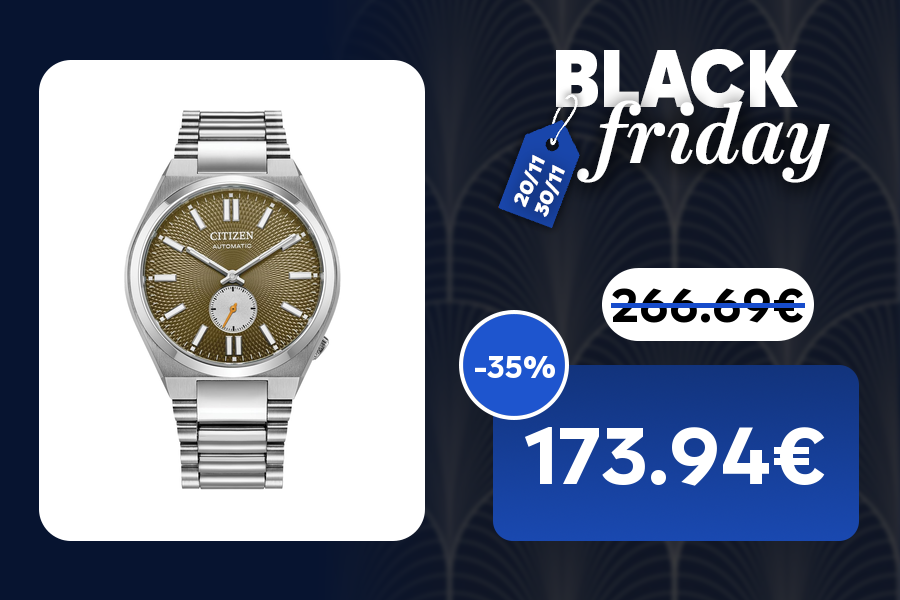 BLACK
friday
20/11
30/11
CITIZEN
AUTOMATIC
266.69€
-35%
173.94€